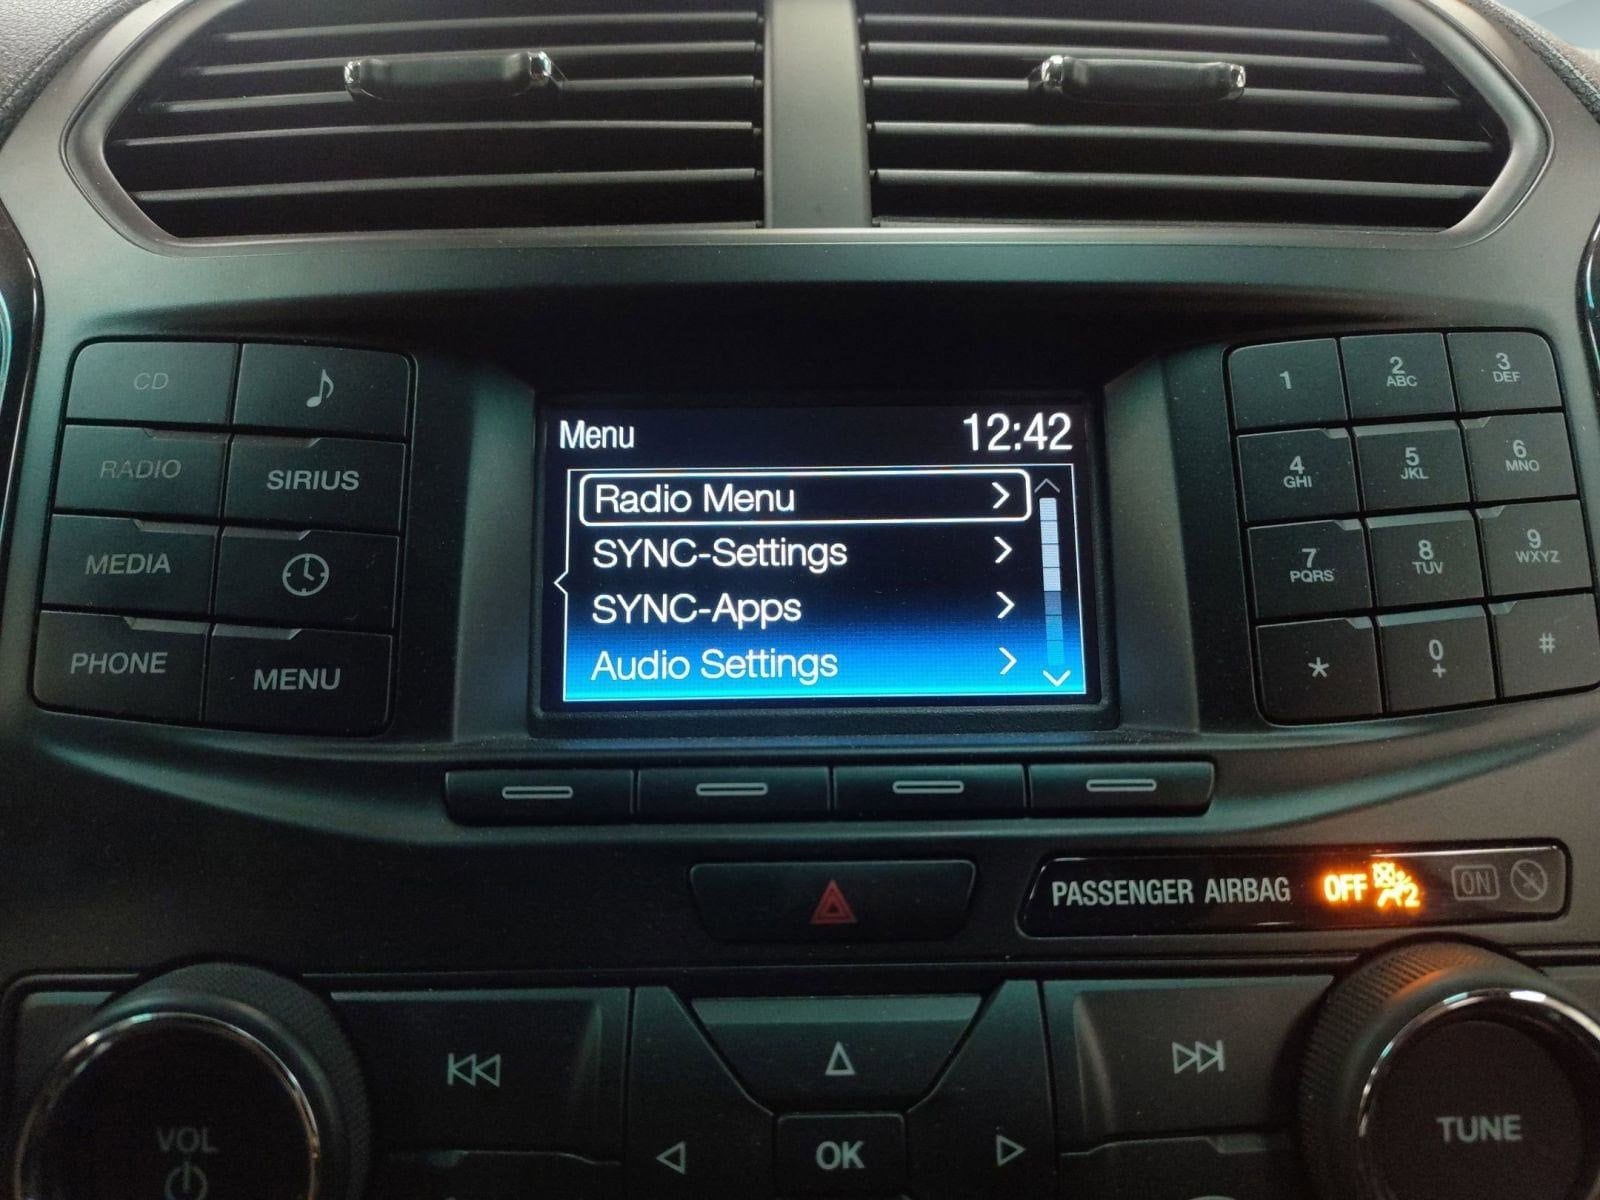 CD
RADIO
SIRIUS
MEDIA
PHONE
MENU
Menu 12:42
Radio Menu
SYNC-Settings
SYNC-Apps
Audio Settings
1
2 ABC
3 DEF
4 GHI
5 JKL
6 MNO
7 PQRS
8 TUV
9 WXYZ
*
0 +
#
PASSENGER AIRBAG OFF 2 ON
VOL
OK
TUNE